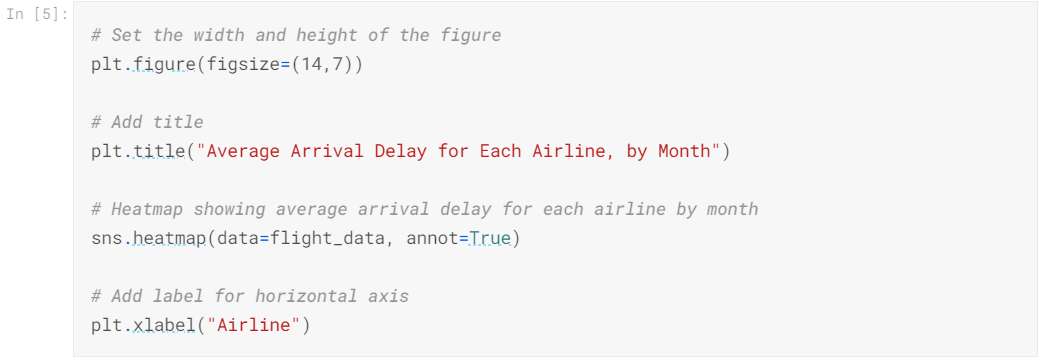 In [5]:
# Set the width and height of the figure
plt.figure(figsize=(14,7))
# Add title
plt.title("Average Arrival Delay for Each Airline, by Month")
# Heatmap showing average arrival delay for each airline by month
sns.heatmap(data=flight_data, annot=True)
# Add label for horizontal axis
plt.xlabel("Airline")